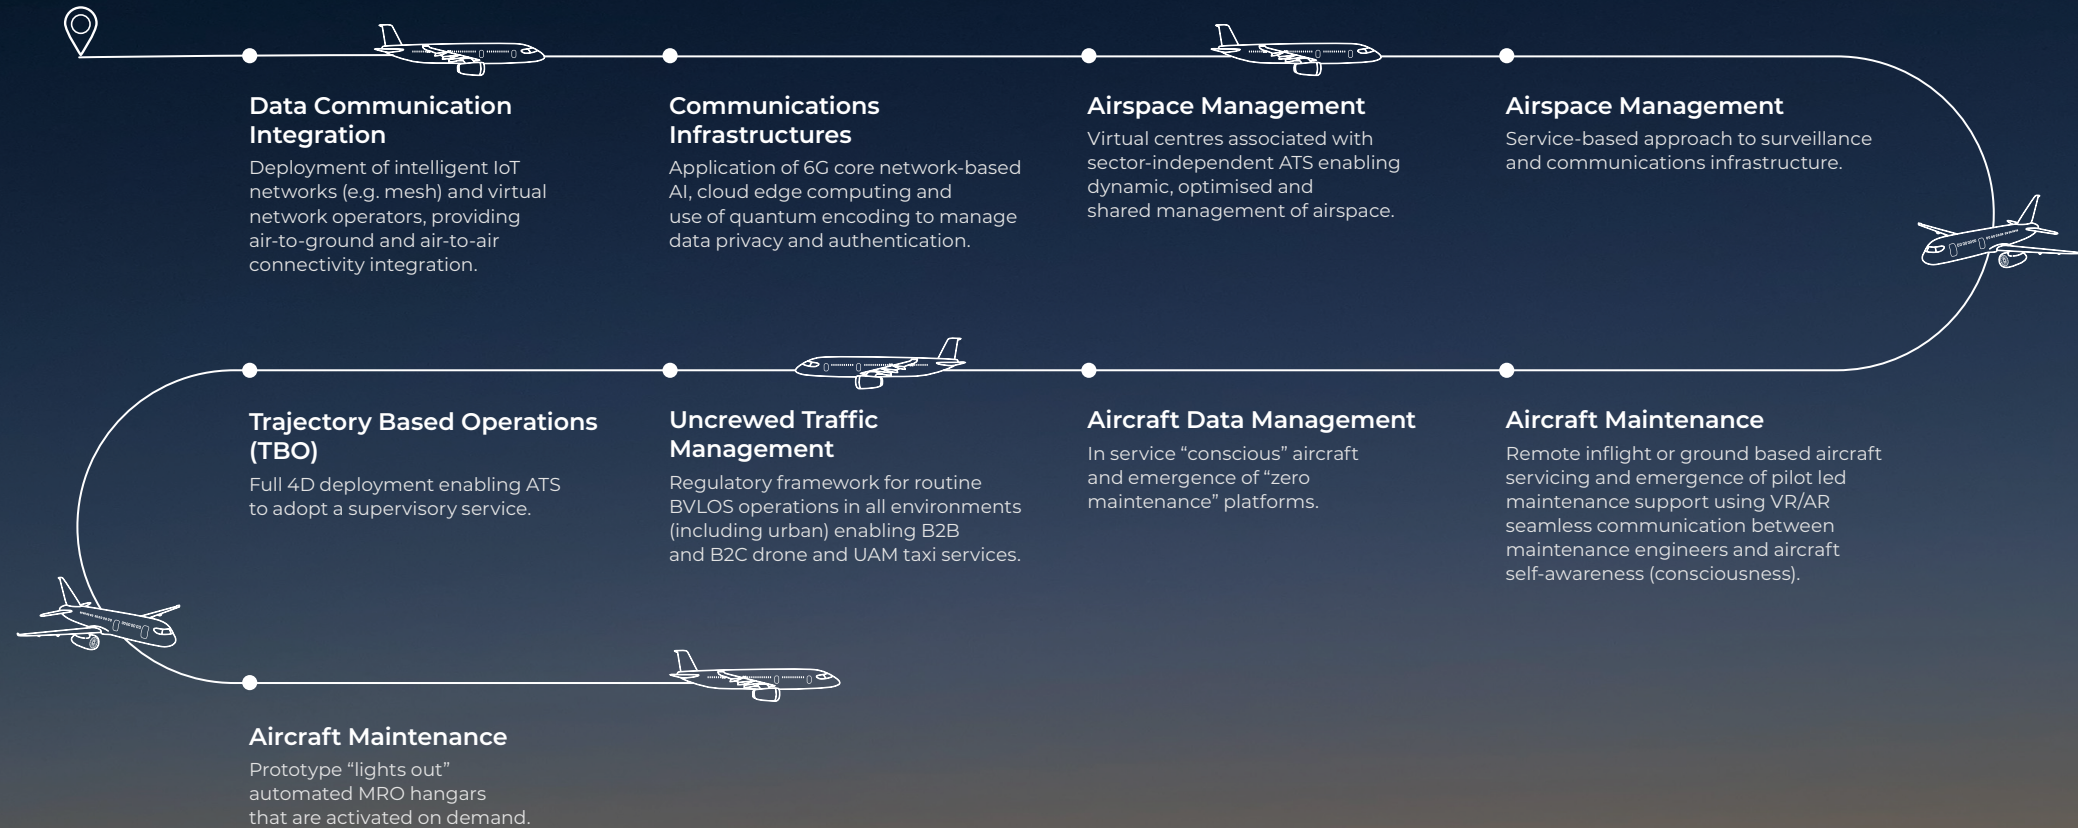 Data Communication
Integration
Deployment of intelligent IoT
networks (e.g. mesh) and virtual
network operators, providing
air-to-ground and air-to-air
connectivity integration.
Communications
Infrastructures
Application of 6G core network-based
AI, cloud edge computing and
use of quantum encoding to manage
data privacy and authentication.
Airspace Management
Virtual centres associated with
sector-independent ATS enabling
dynamic, optimised and
shared management of airspace.
Airspace Management
Service-based approach to surveillance
and communications infrastructure.
Trajectory Based Operations
(TBO)
Full 4D deployment enabling ATS
to adopt a supervisory service.
Uncrewed Traffic
Management
Regulatory framework for routine
BVLOS operations in all environments
(including urban) enabling B2B
and B2C drone and UAM taxi services.
Aircraft Data Management
In service “conscious” aircraft
and emergence of “zero
maintenance” platforms.
Aircraft Maintenance
Remote inflight or ground based aircraft
servicing and emergence of pilot led
maintenance support using VR/AR
seamless communication between
maintenance engineers and aircraft
self-awareness (consciousness).
Aircraft Maintenance
Prototype “lights out”
automated MRO hangars
that are activated on demand.